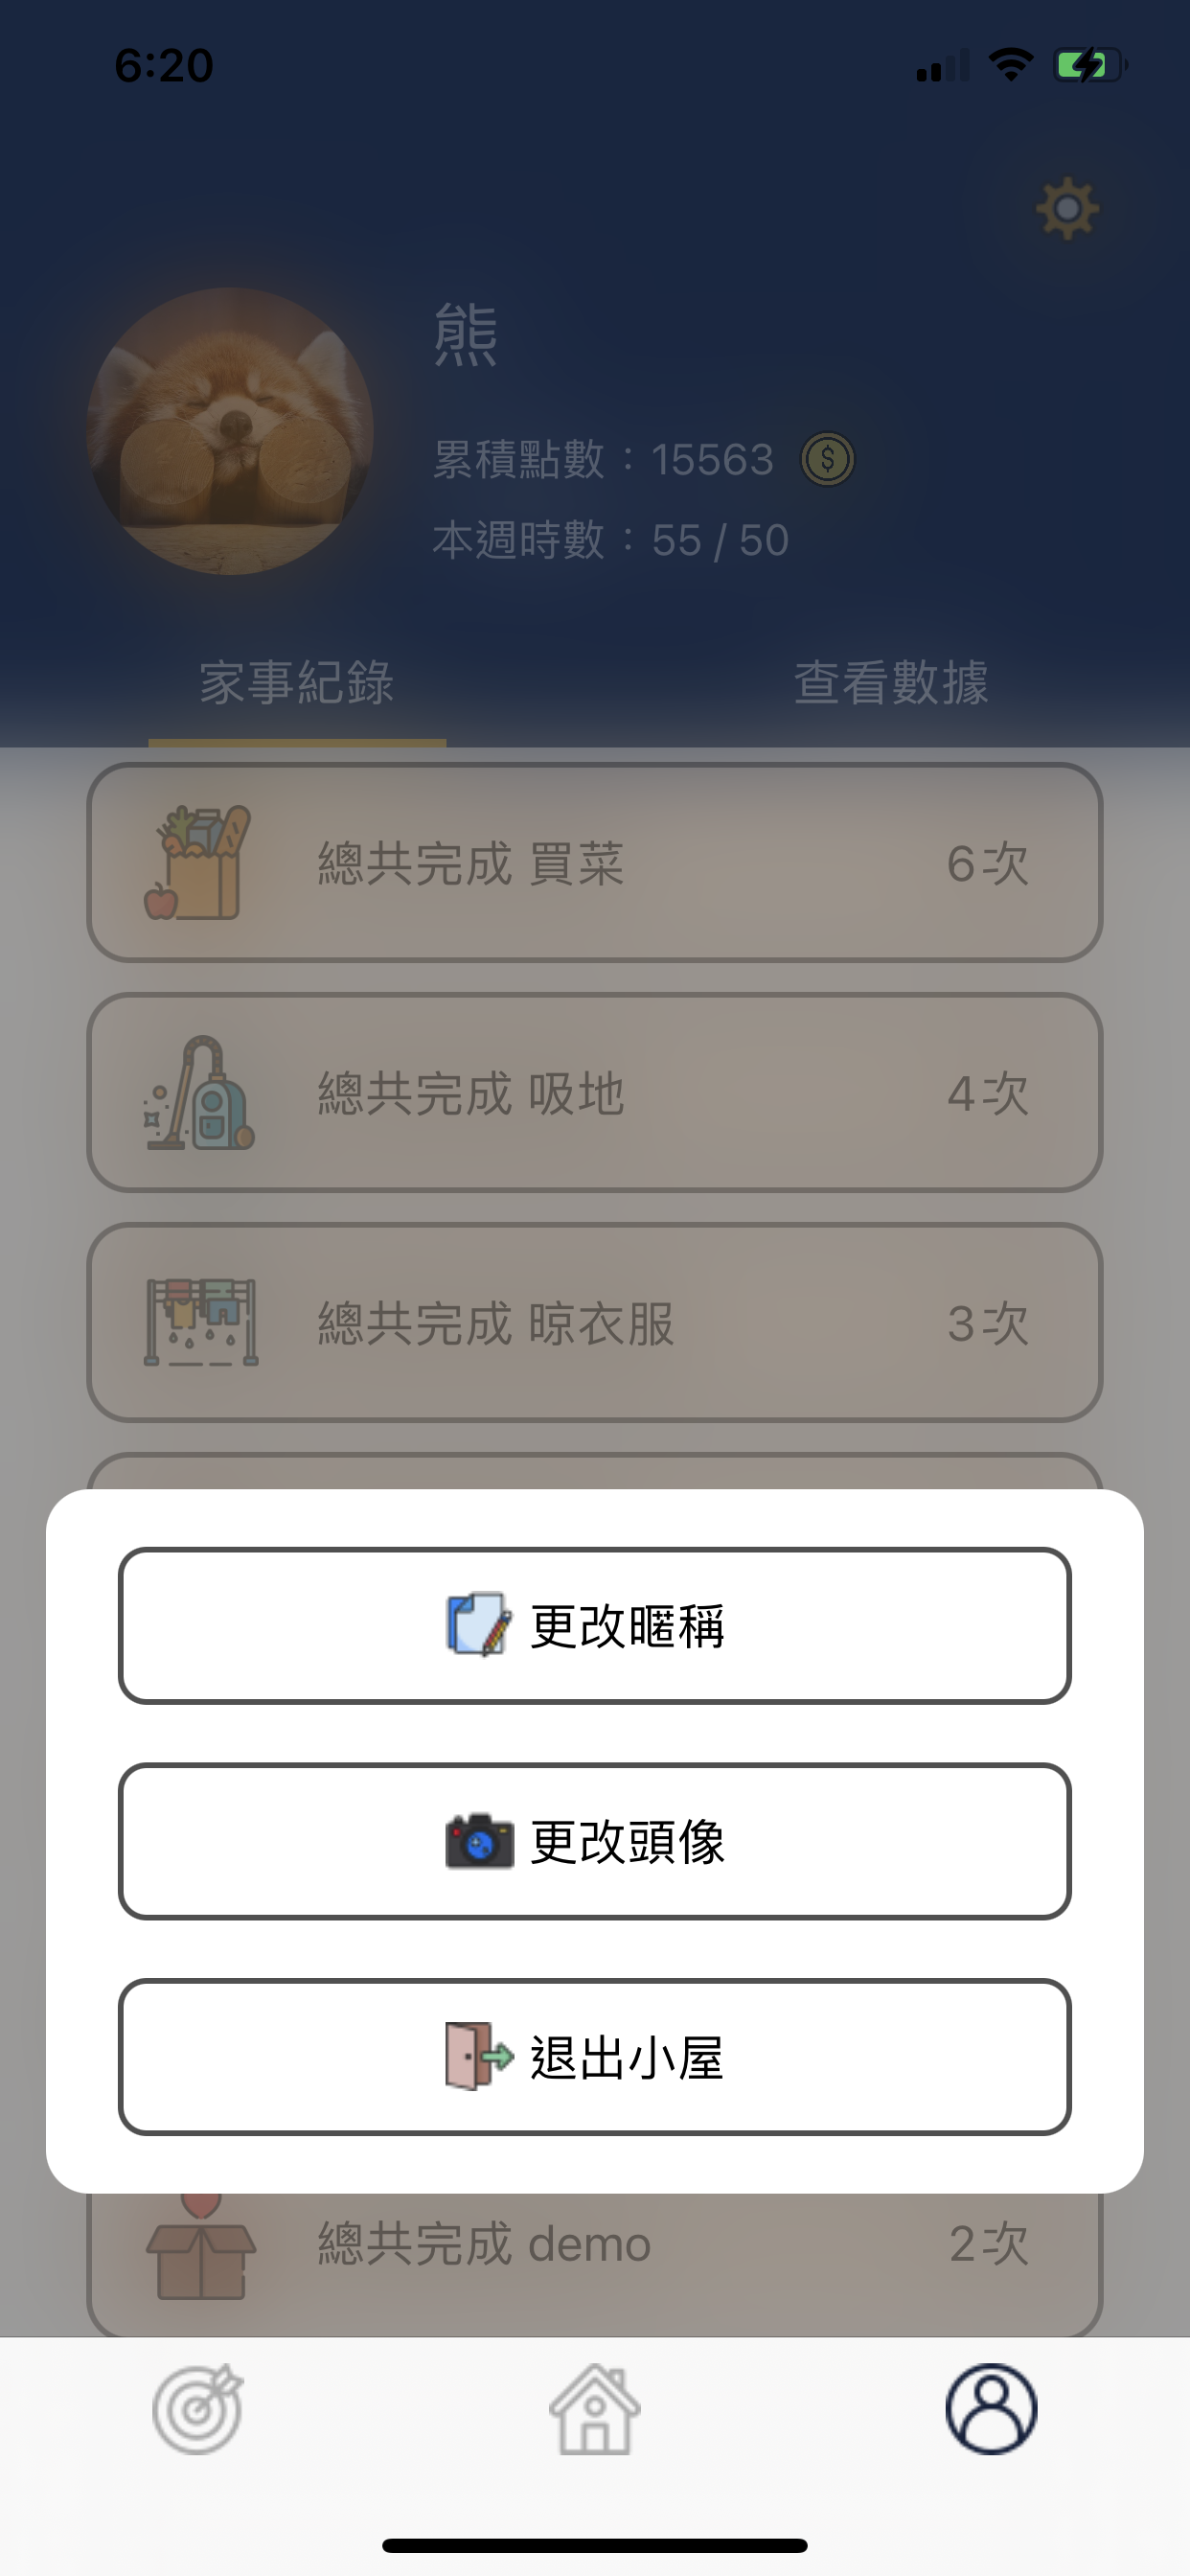 6:20
熊
累積點數：15563
本週時數：55 / 50
家事紀錄 查看數據
總共完成 買菜 6次
總共完成 吸地 4次
總共完成 晾衣服 3次
更改暱稱
更改頭像
退出小屋
總共完成 demo 2次